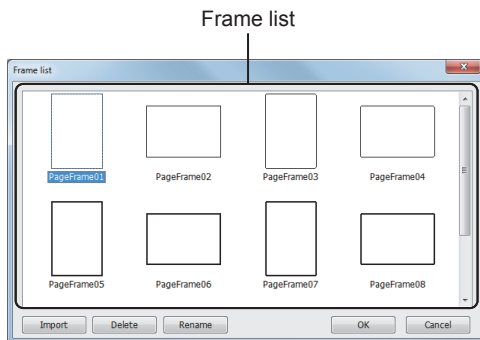 Frame list
Frame list
PageFrame01 PageFrame02 PageFrame03 PageFrame04
PageFrame05 PageFrame06 PageFrame07 PageFrame08
Import Delete Rename OK Cancel